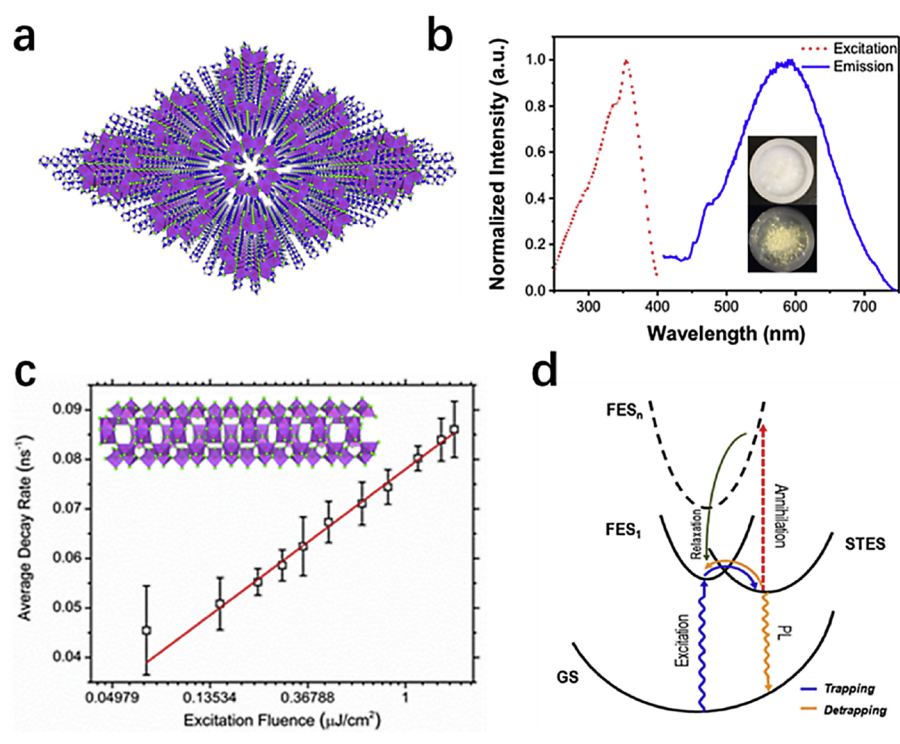 a
b
Normalized Intensity (a.u.)
1.0
0.8
0.6
0.4
0.2
0.0
Excitation
Emission
300 400 500 600 700
Wavelength (nm)
c
Average Decay Rate (ns⁻¹)
0.09
0.08
0.07
0.06
0.05
0.04
0.04979 0.13534 0.36788 1
Excitation Fluence (μJ/cm²)
d
FESₙ
FES₁
STES
GS
Relaxation
Annihilation
Excitation
PL
Trapping
Detrapping